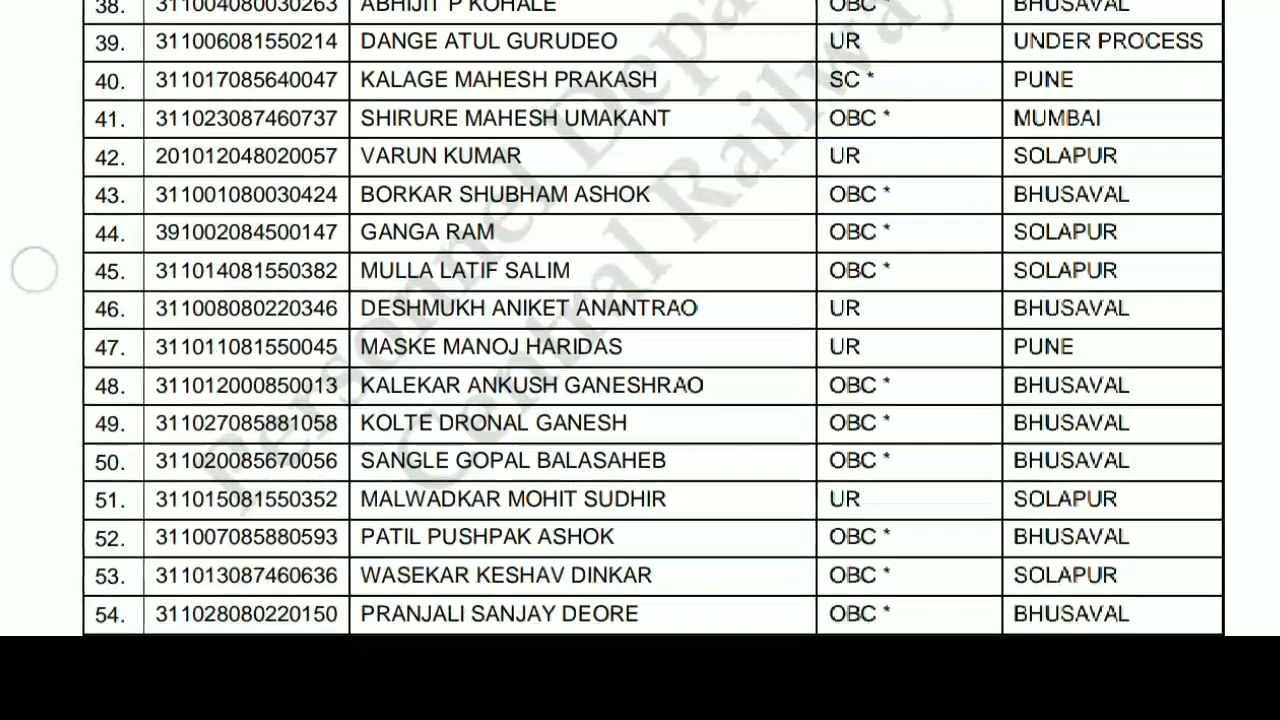 38. 311004080030263 ABHIJIT P KOHALE OBC * BHUSAVAL
39. 311006081550214 DANGE ATUL GURUDEO UR UNDER PROCESS
40. 311017085640047 KALAGE MAHESH PRAKASH SC * PUNE
41. 311023087460737 SHIRURE MAHESH UMAKANT OBC * MUMBAI
42. 201012048020057 VARUN KUMAR UR SOLAPUR
43. 311001080030424 BORKAR SHUBHAM ASHOK OBC * BHUSAVAL
44. 391002084500147 GANGA RAM OBC * SOLAPUR
45. 311014081550382 MULLA LATIF SALIM OBC * SOLAPUR
46. 311008080220346 DESHMUKH ANIKET ANANTRAO UR BHUSAVAL
47. 311011081550045 MASKE MANOJ HARIDAS UR PUNE
48. 311012000850013 KALEKAR ANKUSH GANESHRAO OBC * BHUSAVAL
49. 311027085881058 KOLTE DRONAL GANESH OBC * BHUSAVAL
50. 311020085670056 SANGLE GOPAL BALASAHEB OBC * BHUSAVAL
51. 311015081550352 MALWADKAR MOHIT SUDHIR UR SOLAPUR
52. 311007085880593 PATIL PUSHPAK ASHOK OBC * BHUSAVAL
53. 311013087460636 WASEKAR KESHAV DINKAR OBC * SOLAPUR
54. 311028080220150 PRANJALI SANJAY DEORE OBC * BHUSAVAL
Personnel Depa
Central Railway